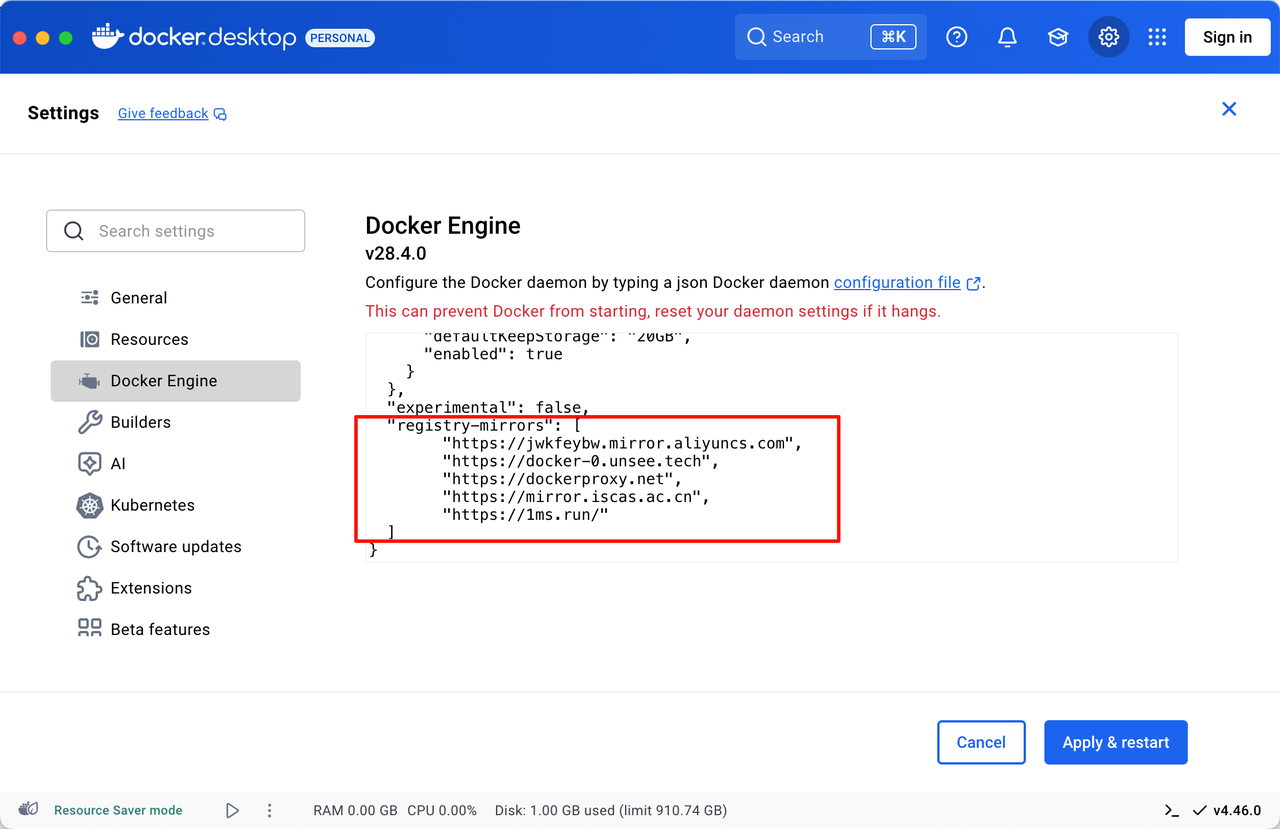 docker.desktop PERSONAL
Search
⌘K
Sign in
Settings
Give feedback
Search settings
General
Resources
Docker Engine
Builders
AI
Kubernetes
Software updates
Extensions
Beta features
Docker Engine
v28.4.0
Configure the Docker daemon by typing a json Docker daemon configuration file.
This can prevent Docker from starting, reset your daemon settings if it hangs.
"defaultKeepStorage": "20GB",
"enabled": true
}
},
"experimental": false,
"registry-mirrors": [
"https://jwkfeybw.mirror.aliyuncs.com",
"https://docker-0.unsee.tech",
"https://dockerproxy.net",
"https://mirror.iscas.ac.cn",
"https://1ms.run/"
]
}
Cancel
Apply & restart
Resource Saver mode
RAM 0.00 GB CPU 0.00%
Disk: 1.00 GB used (limit 910.74 GB)
v4.46.0